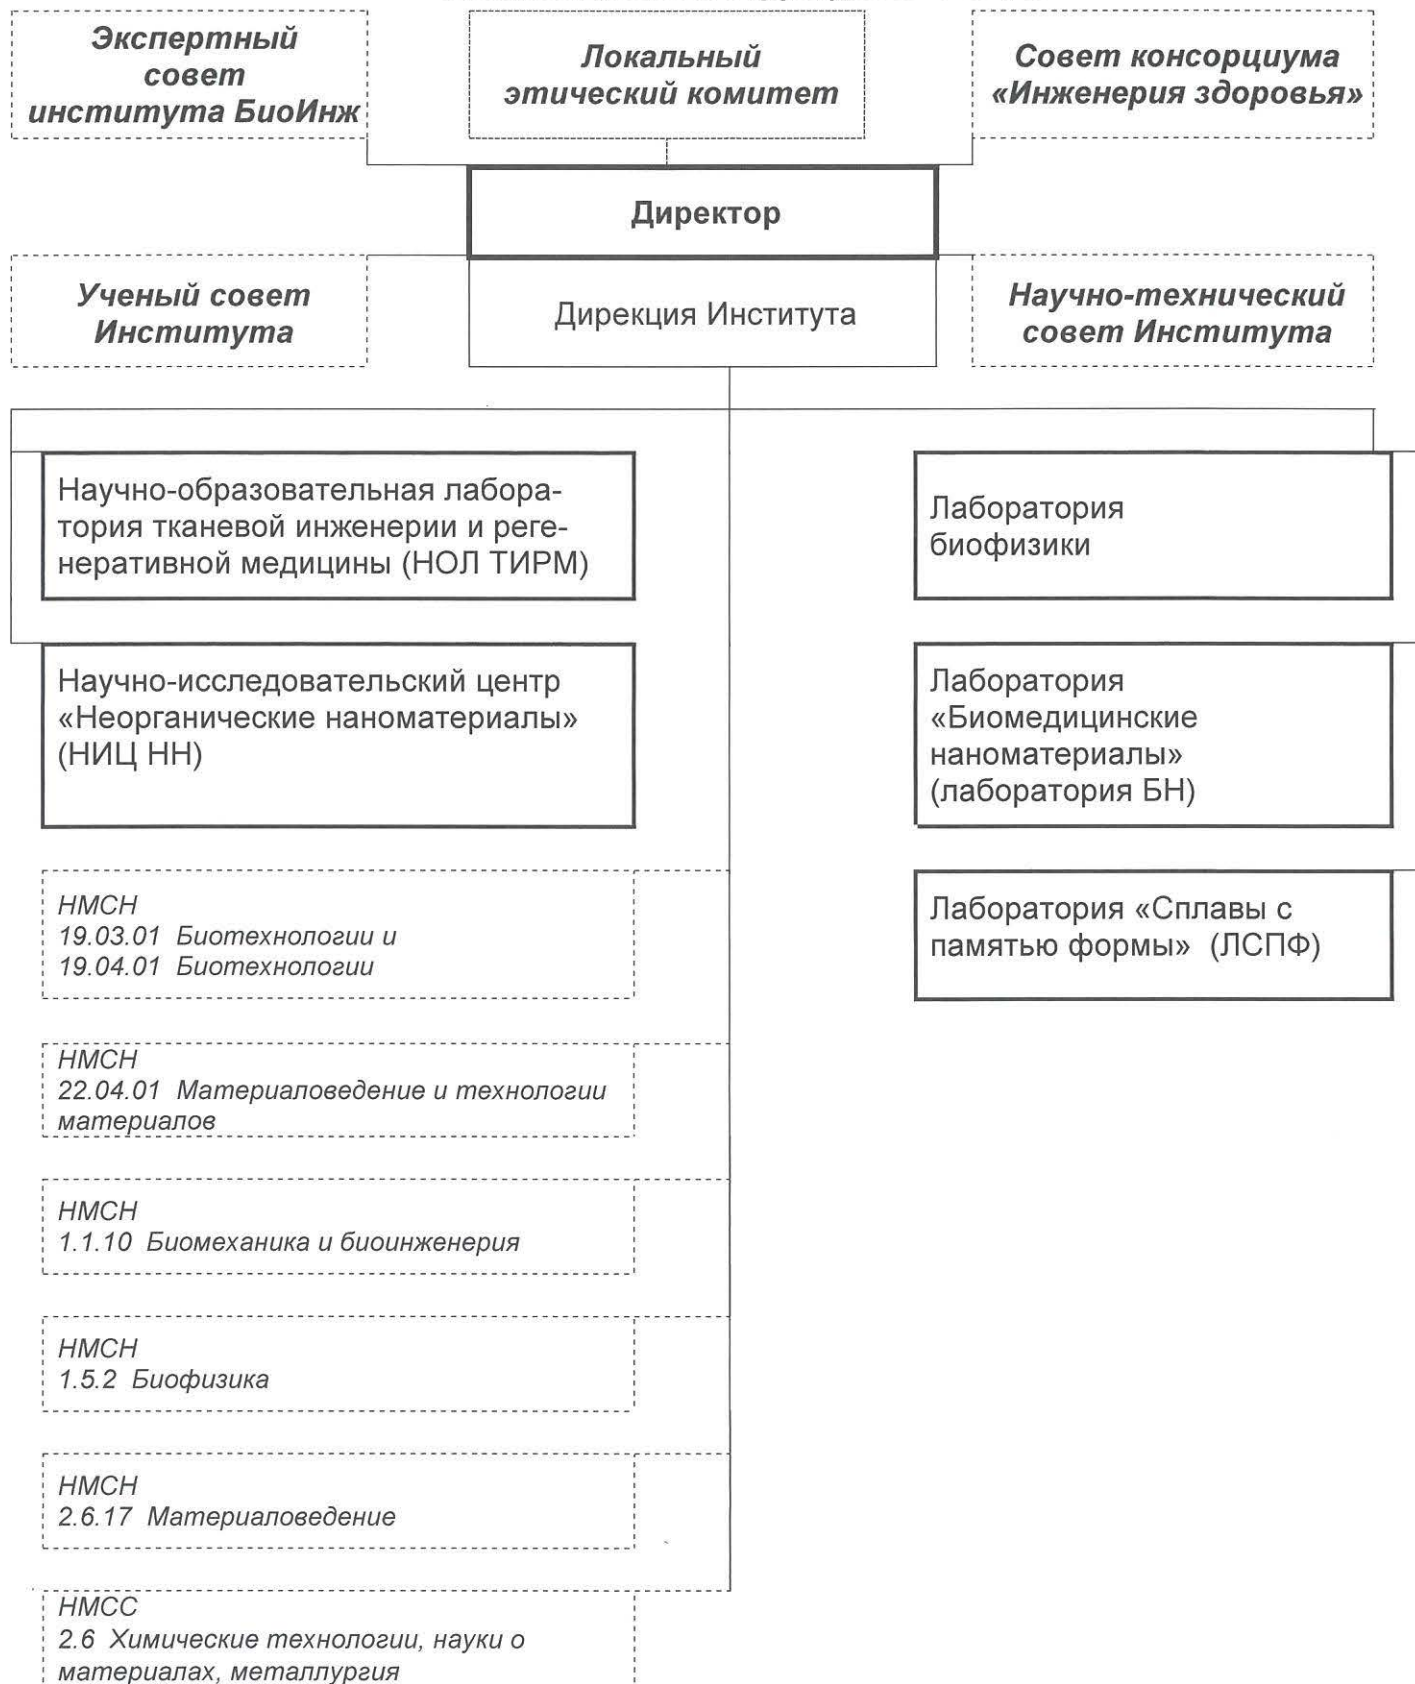 Экспертный
совет
института БиоИнж
Локальный
этический комитет
Совет консорциума
«Инженерия здоровья»
Директор
Ученый совет
Института
Дирекция Института
Научно-технический
совет Института
Научно-образовательная лабора-
тория тканевой инженерии и реге-
неративной медицины (НОЛ ТИРМ)
Лаборатория
биофизики
Научно-исследовательский центр
«Неорганические наноматериалы»
(НИЦ НН)
Лаборатория
«Биомедицинские
наноматериалы»
(лаборатория БН)
НМСН
19.03.01 Биотехнологии и
19.04.01 Биотехнологии
Лаборатория «Сплавы с
памятью формы» (ЛСПФ)
НМСН
22.04.01 Материаловедение и технологии
материалов
НМСН
1.1.10 Биомеханика и биоинженерия
НМСН
1.5.2 Биофизика
НМСН
2.6.17 Материаловедение
НМСС
2.6 Химические технологии, науки о
материалах, металлургия